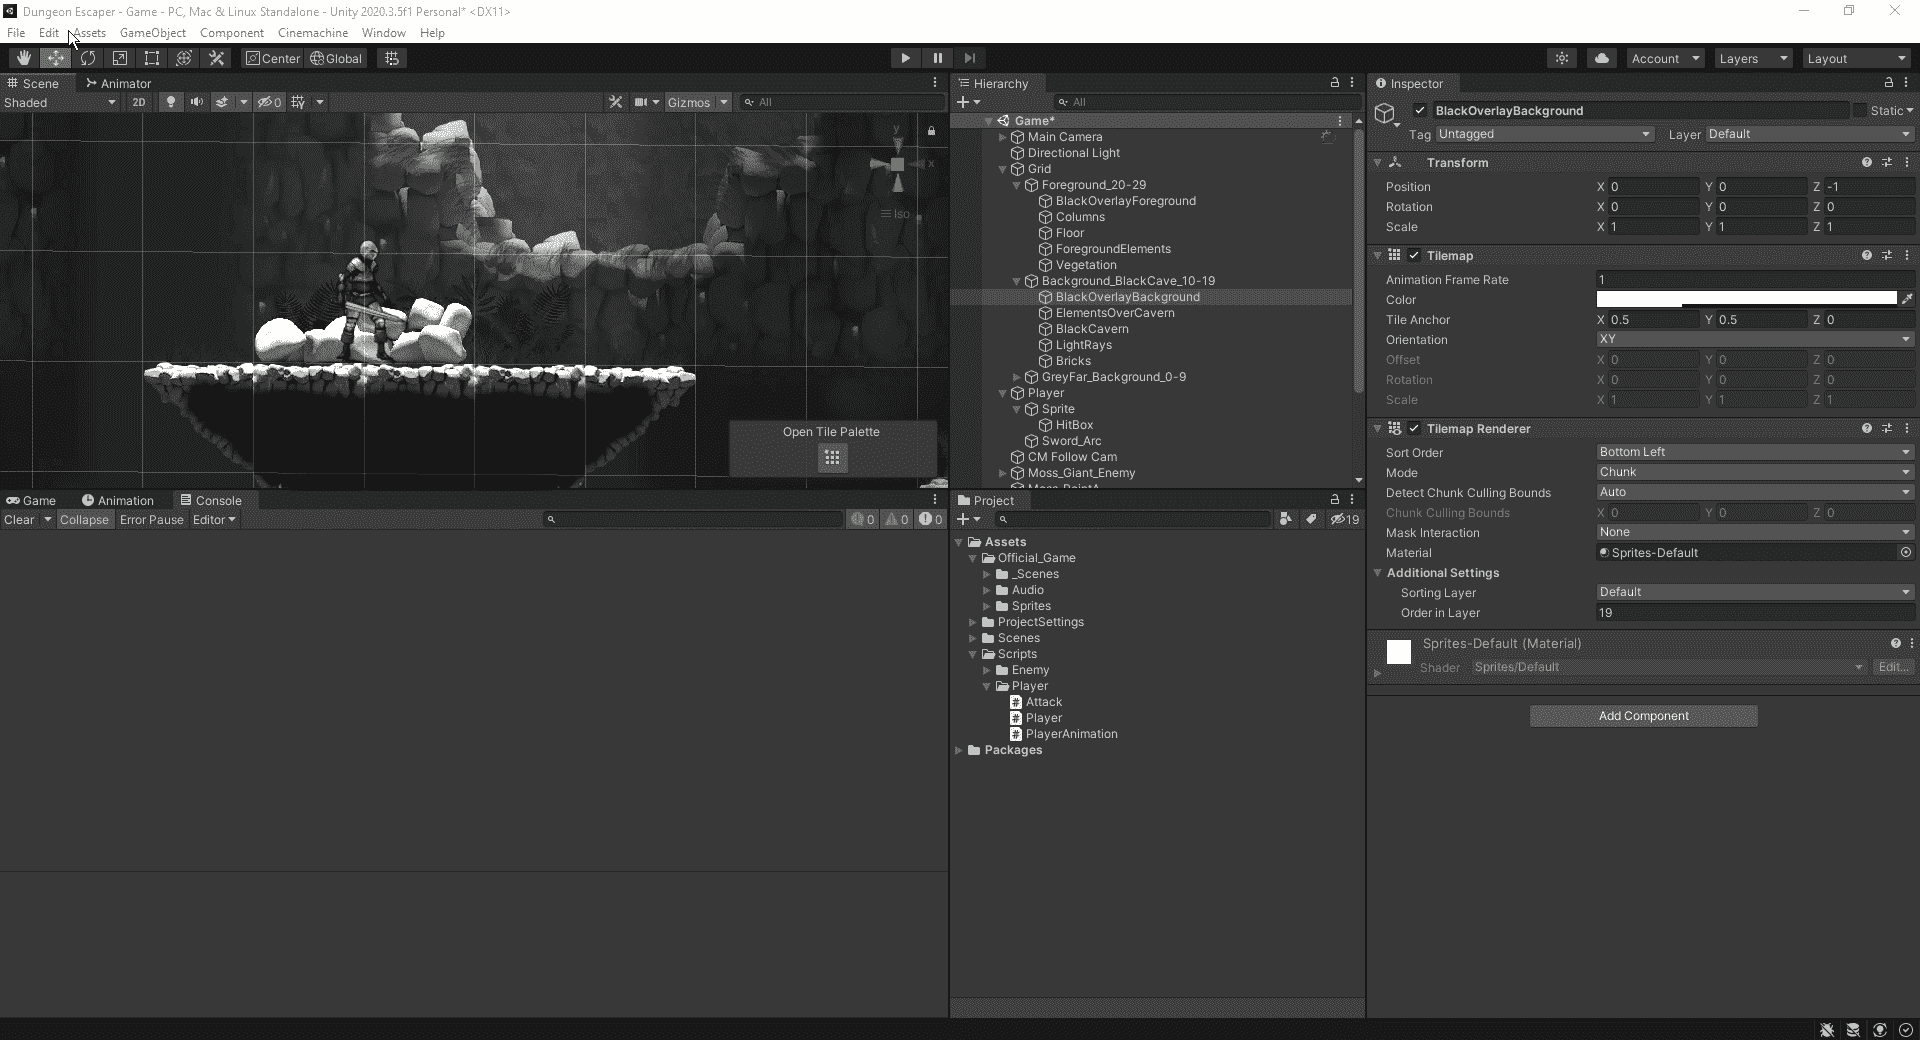 Dungeon Escaper - Game - PC, Mac & Linux Standalone - Unity 2020.3.5f1 Personal* <DX11>
File Edit Assets GameObject Component Cinemachine Window Help
Center Global Account Layers Layout
Scene Animator
Shaded 2D 0 Gizmos All
y
x
Iso
Open Tile Palette
Hierarchy
All
Game*
Main Camera
Directional Light
Grid
Foreground_20-29
BlackOverlayForeground
Columns
Floor
ForegroundElements
Vegetation
Background_BlackCave_10-19
BlackOverlayBackground
ElementsOverCavern
BlackCavern
LightRays
Bricks
GreyFar_Background_0-9
Player
Sprite
HitBox
Sword_Arc
CM Follow Cam
Moss_Giant_Enemy
Moss_PointA
Game Animation Console
Clear Collapse Error Pause Editor 0 0 0
Project
19
Assets
Official_Game
_Scenes
Audio
Sprites
ProjectSettings
Scenes
Scripts
Enemy
Player
Attack
Player
PlayerAnimation
Packages
Inspector
BlackOverlayBackground Static
Tag Untagged Layer Default
Transform
Position X 0 Y 0 Z -1
Rotation X 0 Y 0 Z 0
Scale X 1 Y 1 Z 1
Tilemap
Animation Frame Rate 1
Color
Tile Anchor X 0.5 Y 0.5 Z 0
Orientation XY
Offset X 0 Y 0 Z 0
Rotation X 0 Y 0 Z 0
Scale X 1 Y 1 Z 1
Tilemap Renderer
Sort Order Bottom Left
Mode Chunk
Detect Chunk Culling Bounds Auto
Chunk Culling Bounds X 0 Y 0 Z 0
Mask Interaction None
Material Sprites-Default
Additional Settings
Sorting Layer Default
Order in Layer 19
Sprites-Default (Material)
Shader Sprites/Default Edit...
Add Component